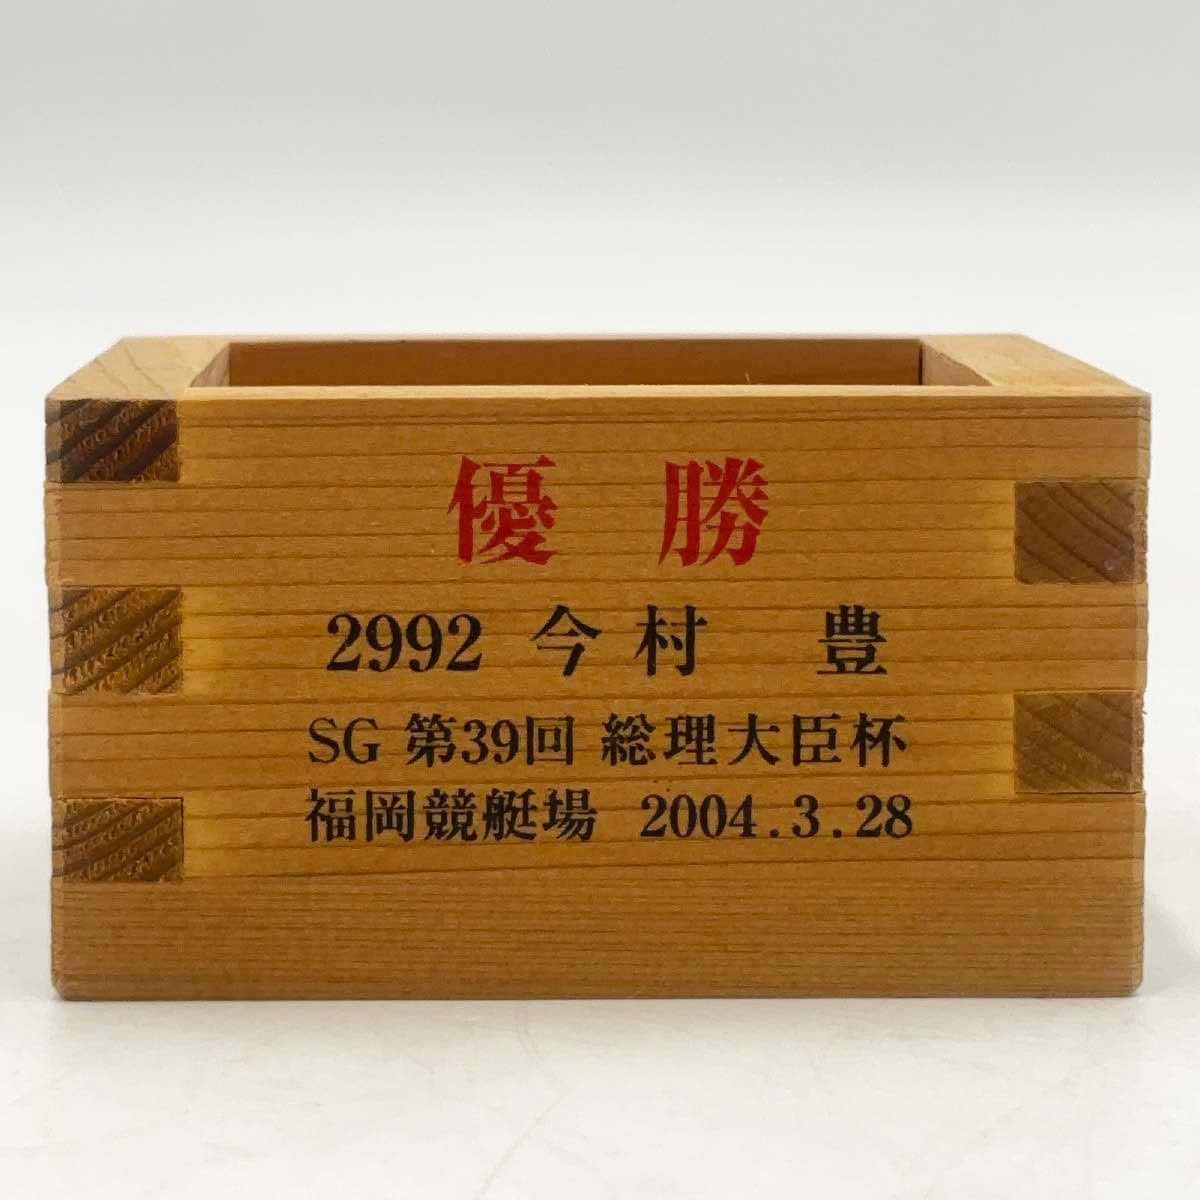 優勝
2992 今村 豊
SG 第39回 総理大臣杯
福岡競艇場 2004.3.28